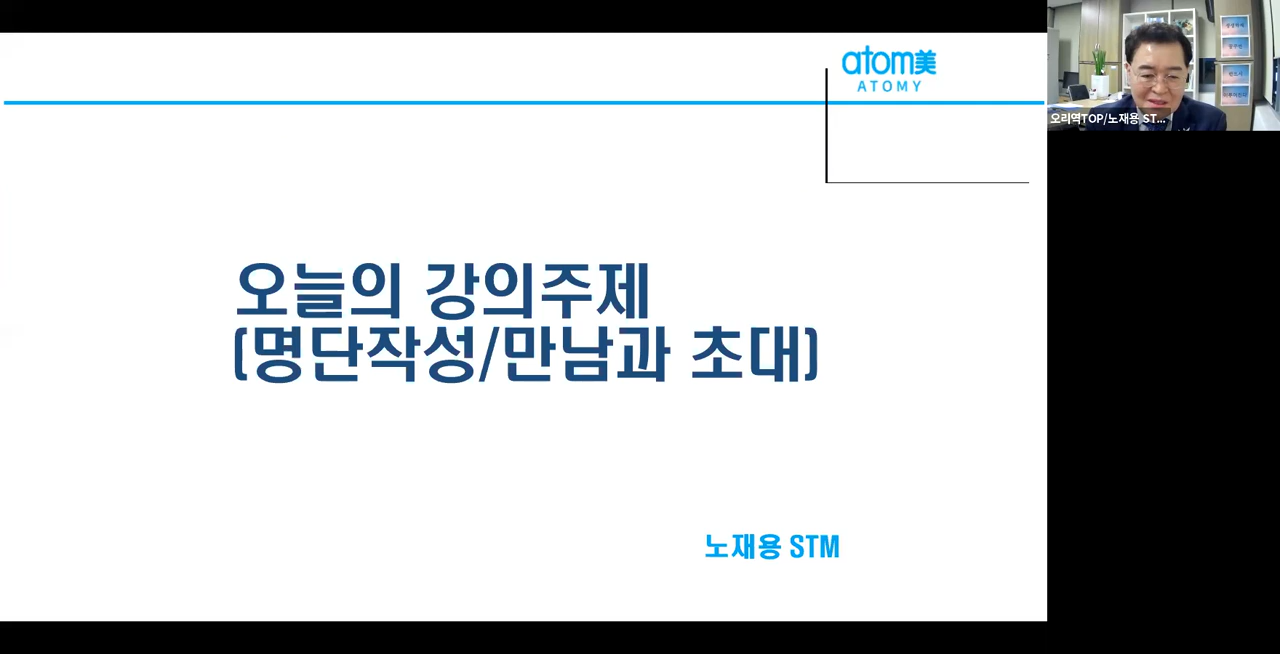 atom美
ATOMY
오늘의 강의주제
(명단작성/만남과 초대)
노재용 STM
오리역TOP/노재용 ST...